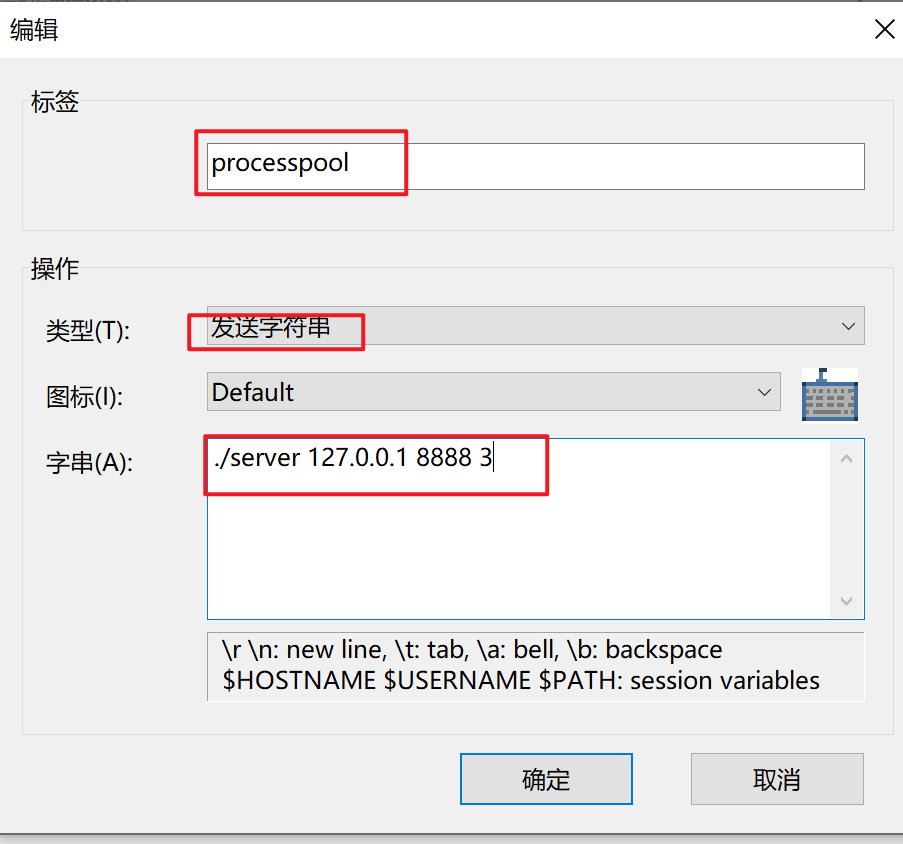 编辑
标签
processpool
操作
类型(T):
发送字符串
图标(I):
Default
字串(A):
./server 127.0.0.1 8888 3
\r \n: new line, \t: tab, \a: bell, \b: backspace
$HOSTNAME $USERNAME $PATH: session variables
确定
取消